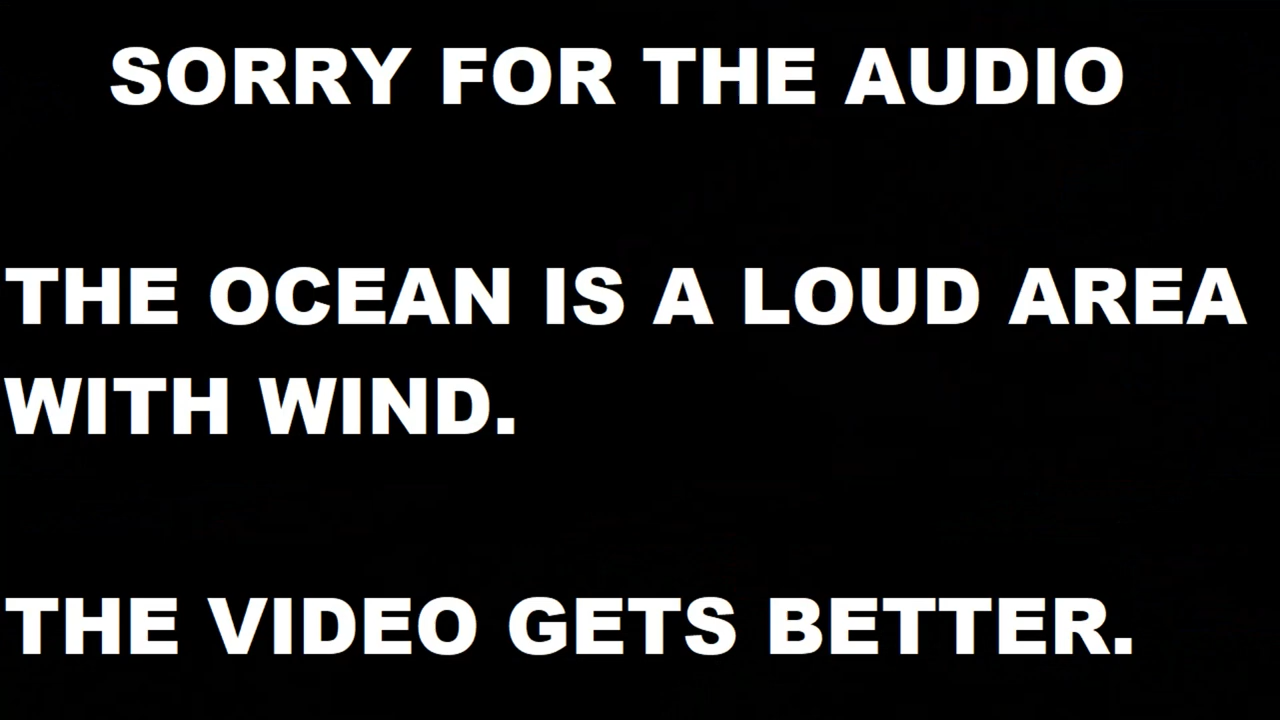 SORRY FOR THE AUDIO
THE OCEAN IS A LOUD AREA
WITH WIND.
THE VIDEO GETS BETTER.